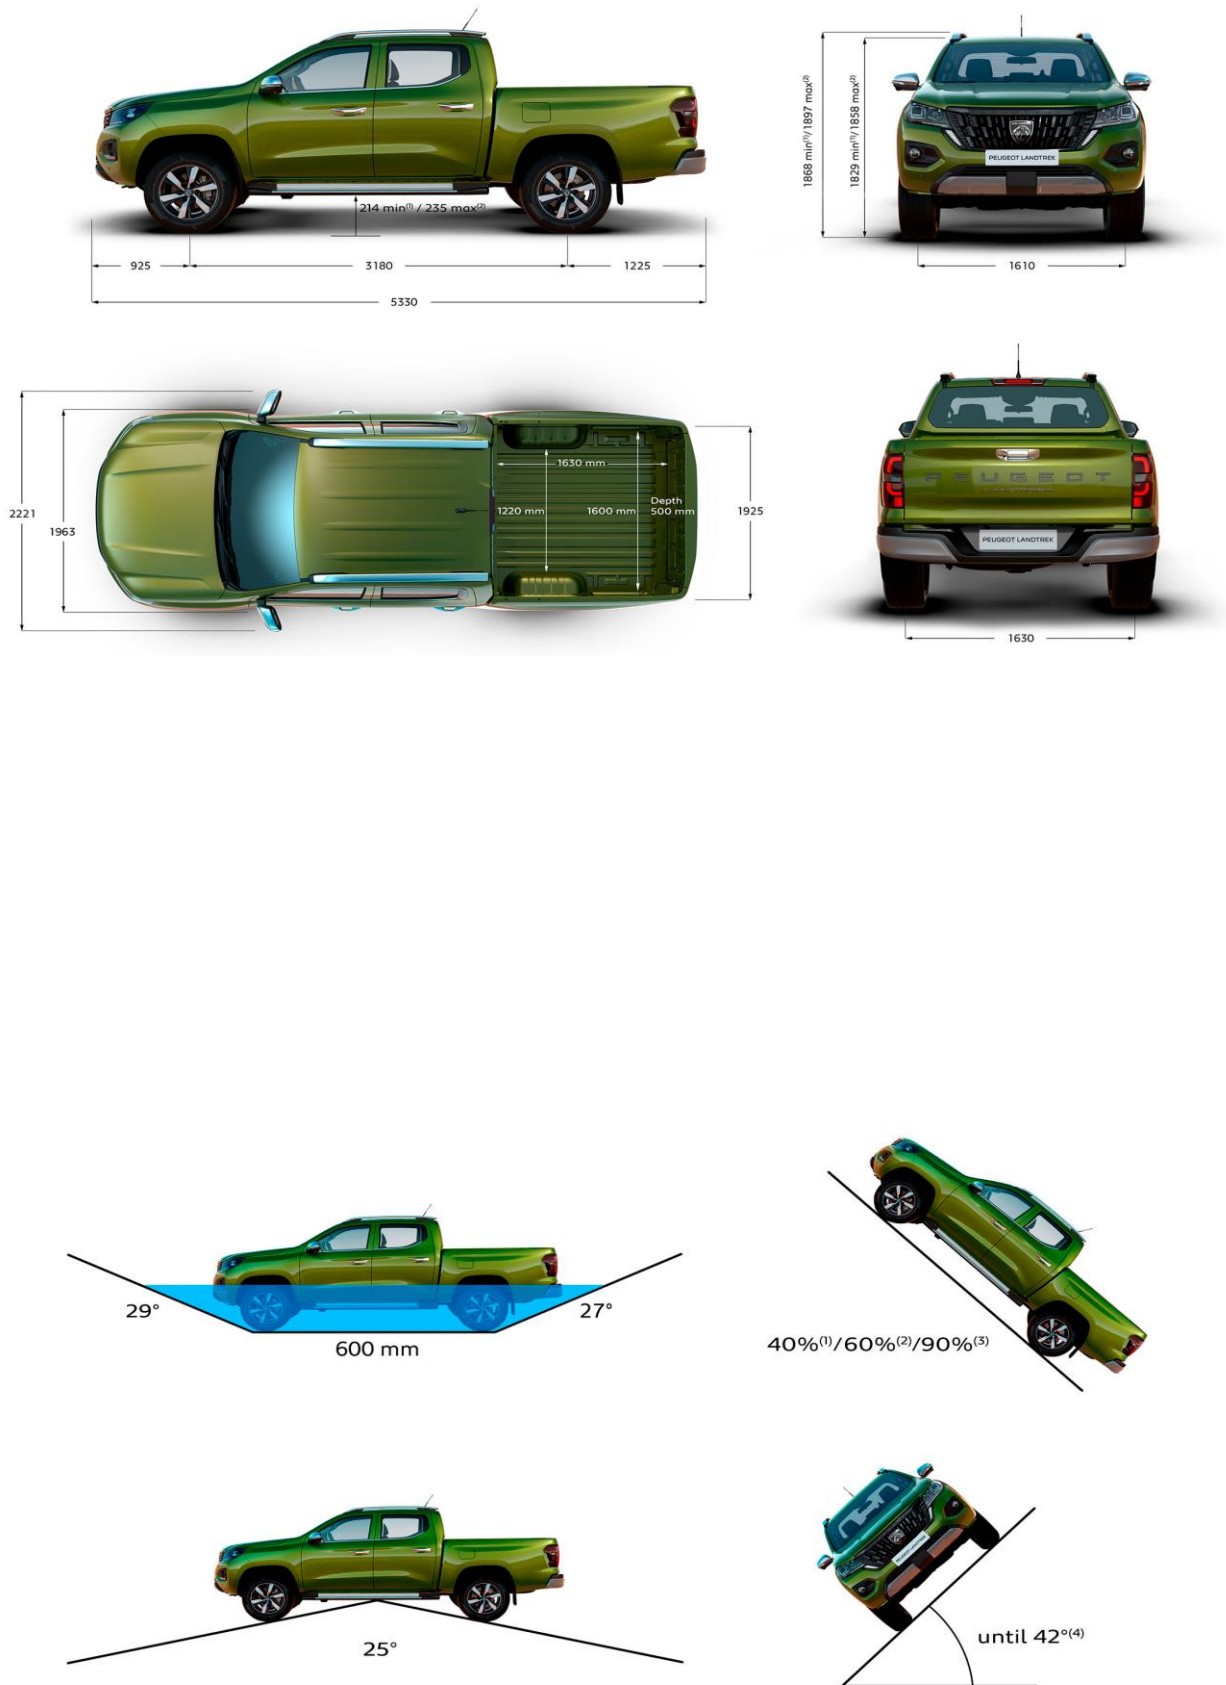 1868 min⁽¹⁾/1897 max⁽²⁾
1829 min⁽¹⁾/1858 max⁽²⁾
PEUGEOT LANDTREK
214 min⁽¹⁾ / 235 max⁽²⁾
925
3180
1225
1610
5330
2221
1963
1630 mm
1220 mm
1600 mm
Depth
500 mm
1925
PEUGEOT
PEUGEOT LANDTREK
1630
29°
27°
600 mm
40%⁽¹⁾/60%⁽²⁾/90%⁽³⁾
25°
PEUGEOT LANDTREK
until 42°⁽⁴⁾